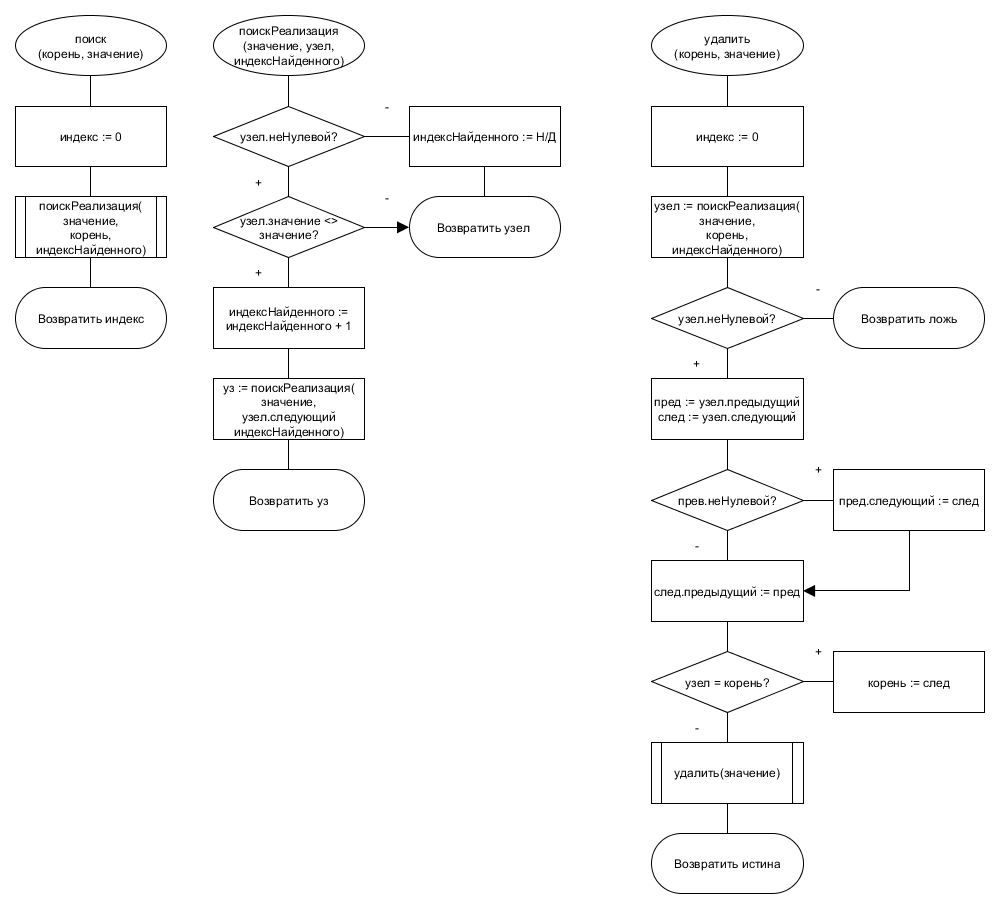 поиск
(корень, значение)
индекс := 0
поискРеализация(
значение,
корень,
индексНайденного)
Возвратить индекс
поискРеализация
(значение, узел,
индексНайденного)
узел.неНулевой?
-
индексНайденного := Н/Д
+
узел.значение <>
значение?
-
Возвратить узел
+
индексНайденного :=
индексНайденного + 1
уз := поискРеализация(
значение,
узел.следующий
индексНайденного)
Возвратить уз
удалить
(корень, значение)
индекс := 0
узел := поискРеализация(
значение,
корень,
индексНайденного)
узел.неНулевой?
-
Возвратить ложь
+
пред := узел.предыдущий
след := узел.следующий
прев.неНулевой?
+
пред.следующий := след
-
след.предыдущий := пред
узел = корень?
+
корень := след
-
удалить(значение)
Возвратить истина